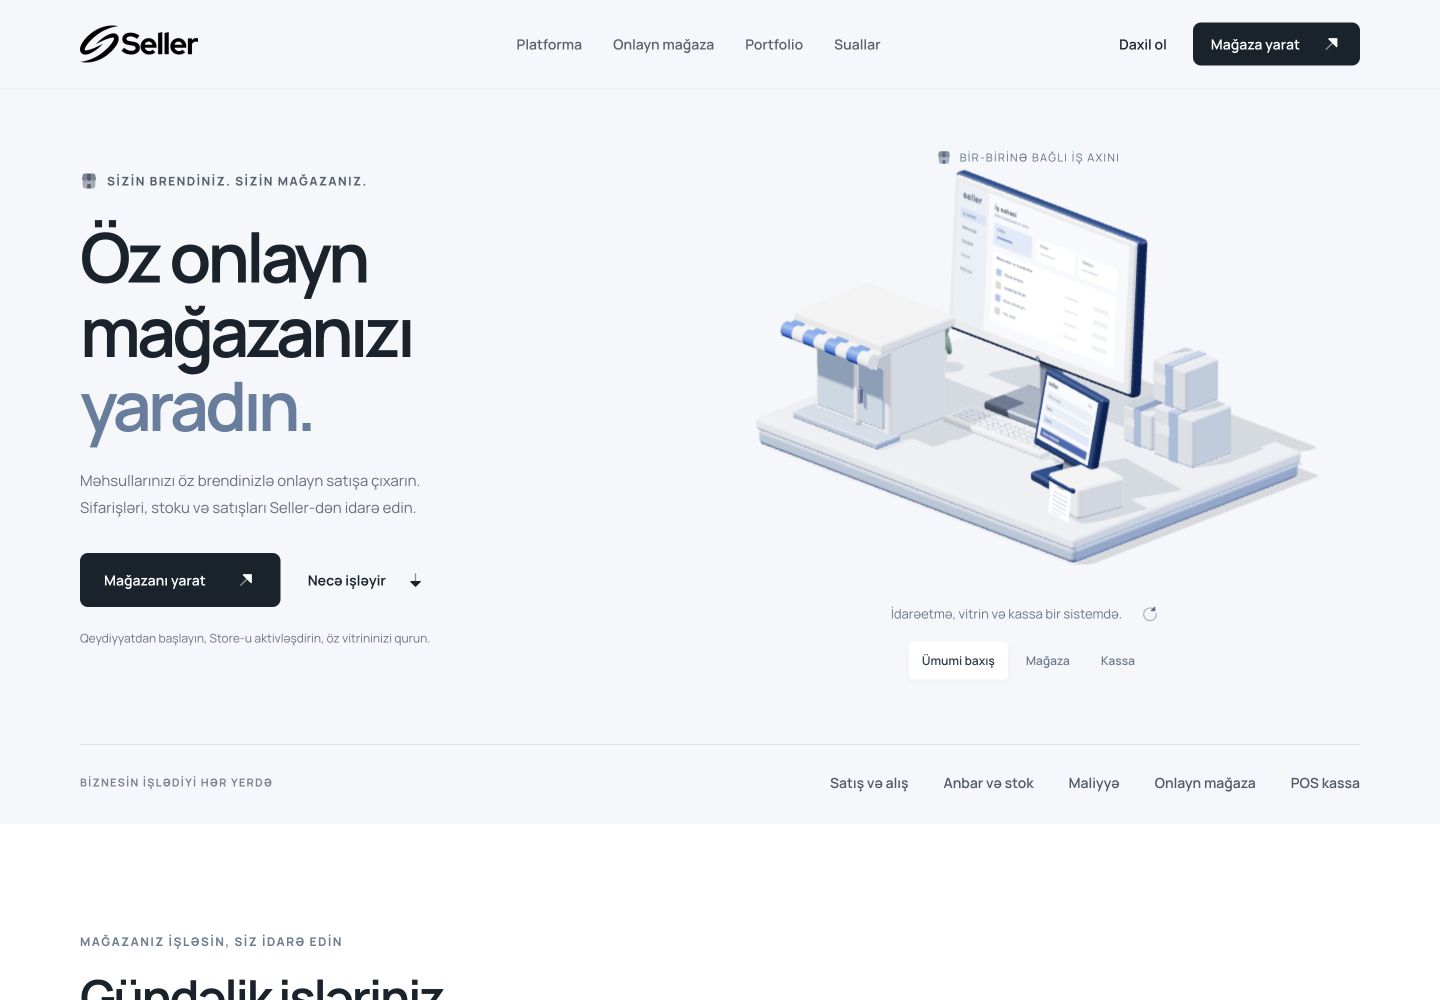 Seller
Platforma
Onlayn mağaza
Portfolio
Suallar
Daxil ol
Mağaza yarat
SİZİN BRENDİNİZ. SİZİN MAĞAZANIZ.
Öz onlayn
mağazanızı
yaradın.
Məhsullarınızı öz brendinizlə onlayn satışa çıxarın.
Sifarişləri, stoku və satışları Seller-dən idarə edin.
Mağazanı yarat
Necə işləyir
Qeydiyyatdan başlayın, Store-u aktivləşdirin, öz vitrininizi qurun.
BİR-BİRİNƏ BAĞLI İŞ AXINI
seller
İş sahəsi
İdarəetmə, vitrin və kassa bir sistemdə.
Ümumi baxış
Mağaza
Kassa
BİZNESİN İŞLƏDİYİ HƏR YERDƏ
Satış və alış
Anbar və stok
Maliyyə
Onlayn mağaza
POS kassa
MAĞAZANIZ İŞLƏSİN, SİZ İDARƏ EDİN
Gündəlik işləriniz